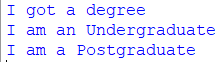 I got a degree
I am an Undergraduate
I am a Postgraduate